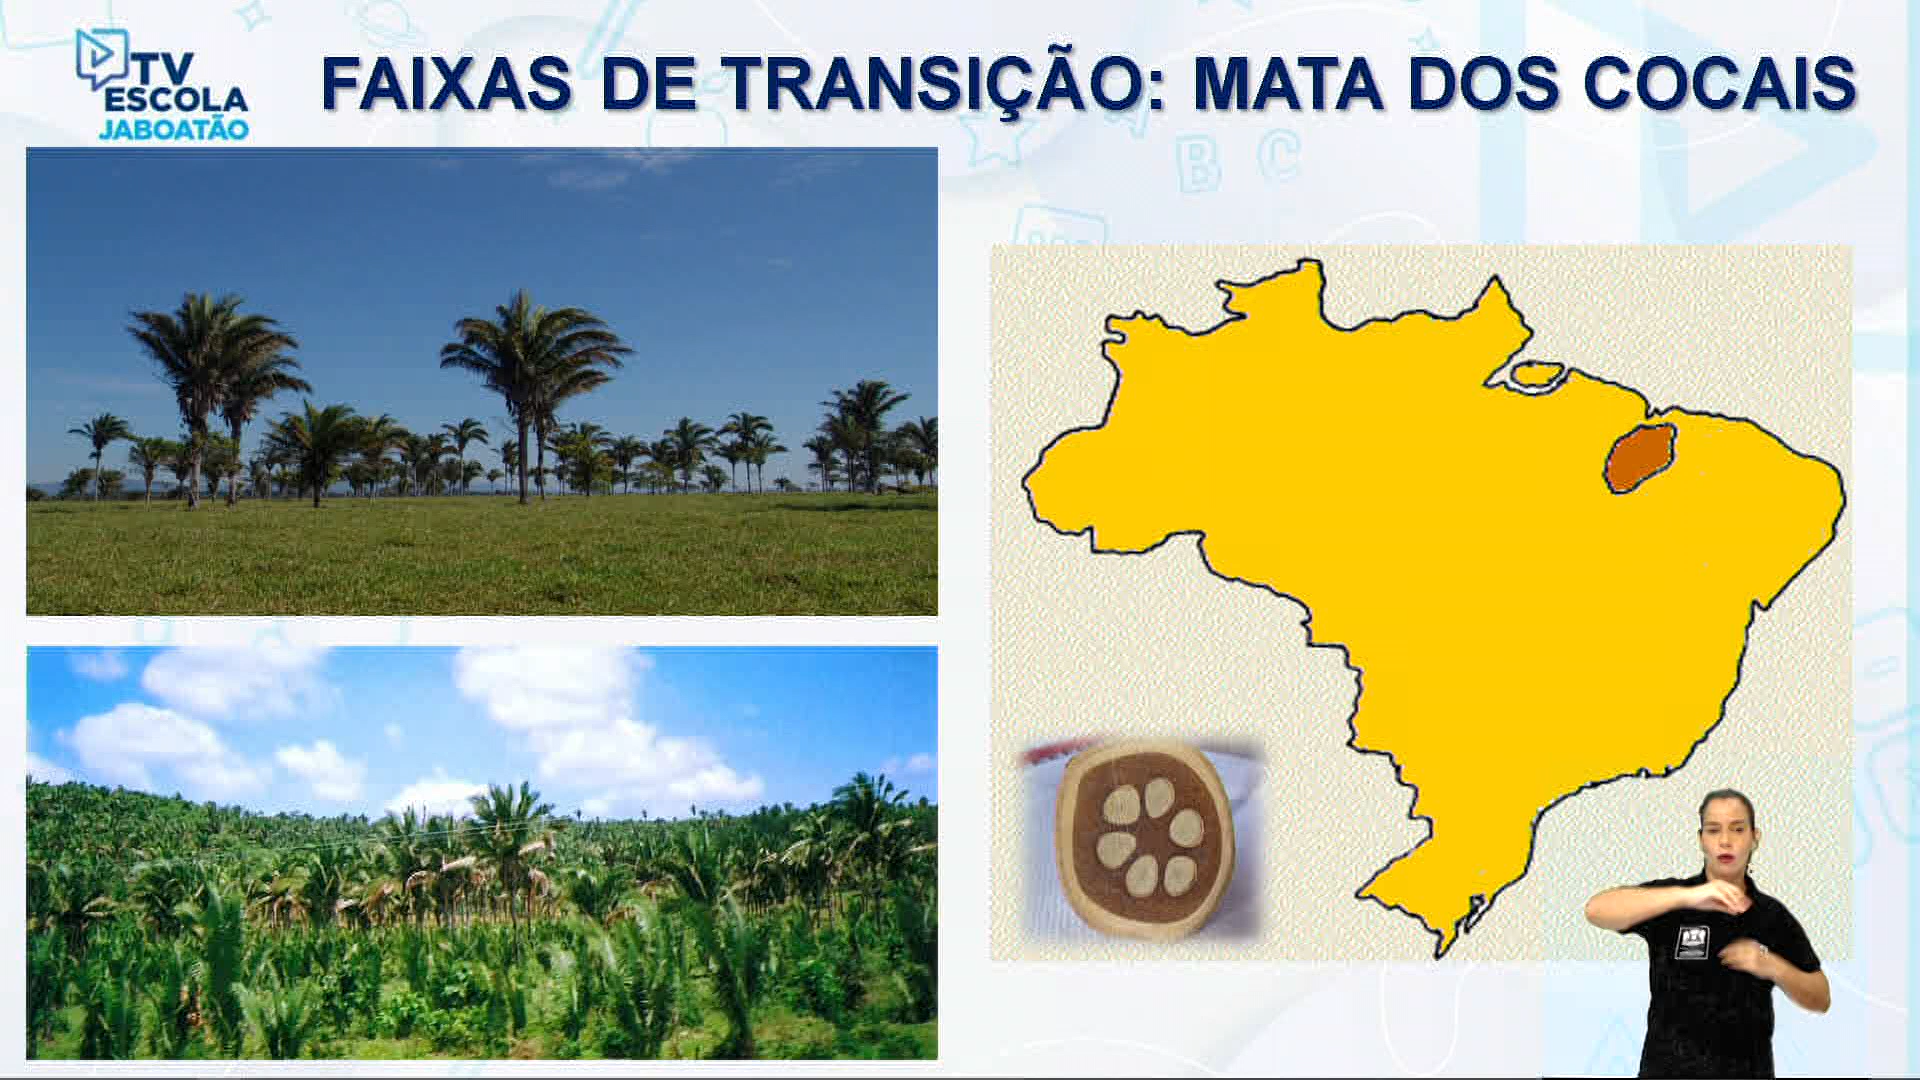 TV
ESCOLA
JABOATÃO
FAIXAS DE TRANSIÇÃO: MATA DOS COCAIS
A B C